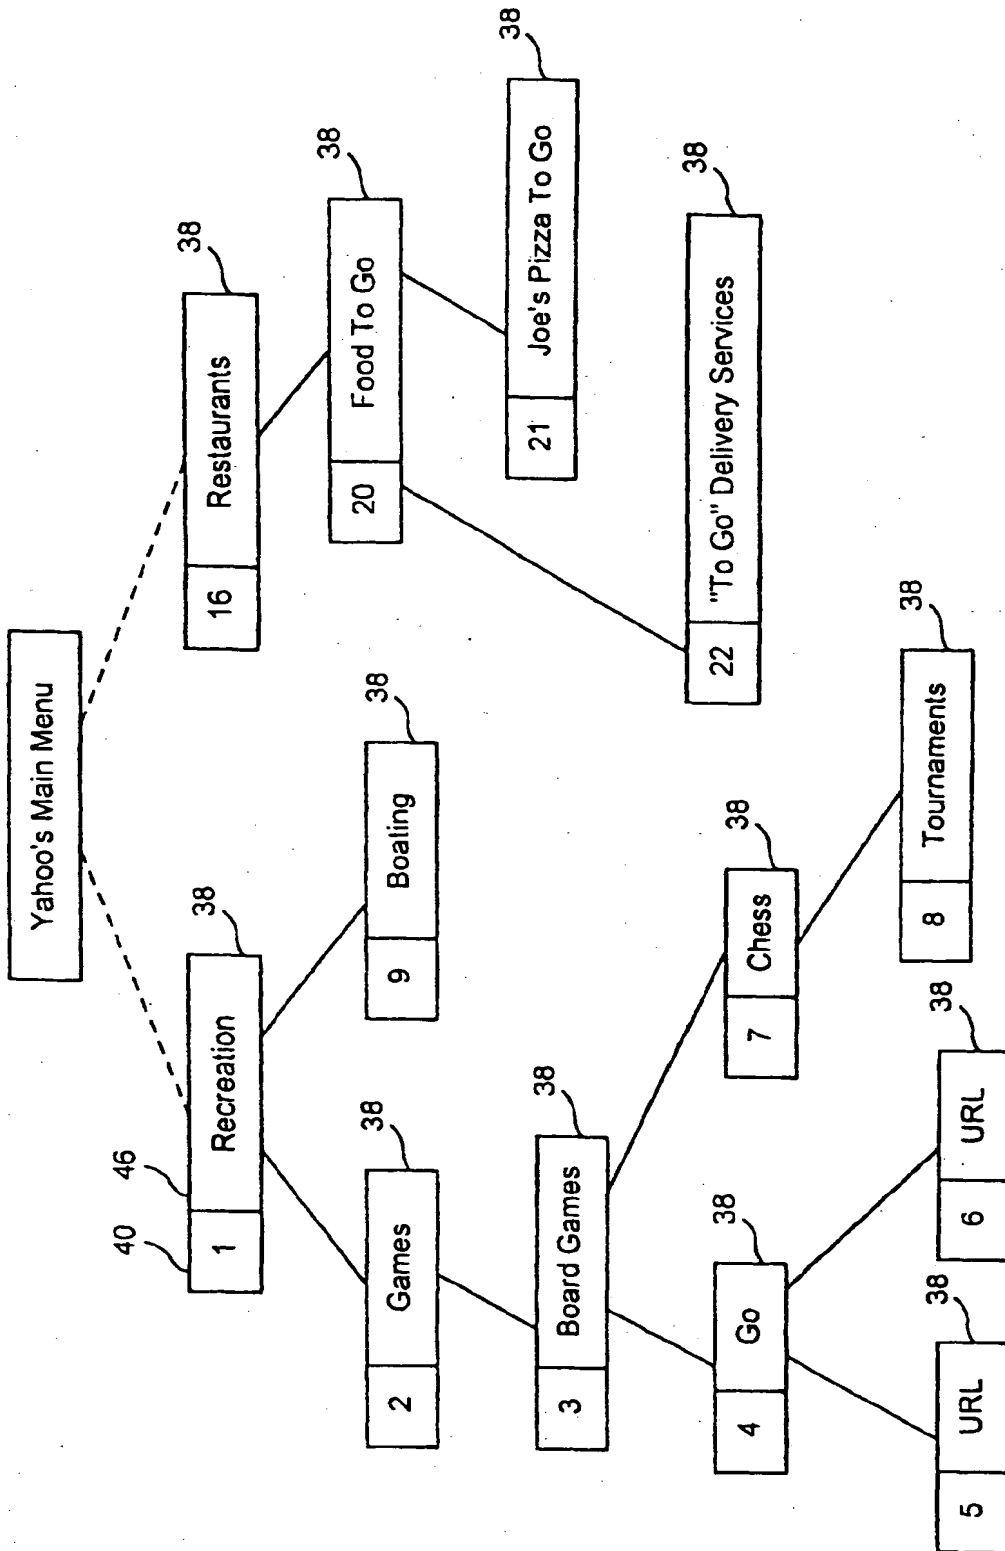 Yahoo's Main Menu
40
46
38
1 Recreation
38
16 Restaurants
38
2 Games
38
9 Boating
38
20 Food To Go
38
3 Board Games
38
21 Joe's Pizza To Go
38
4 Go
38
7 Chess
38
22 "To Go" Delivery Services
38
5 URL
38
6 URL
38
8 Tournaments
38